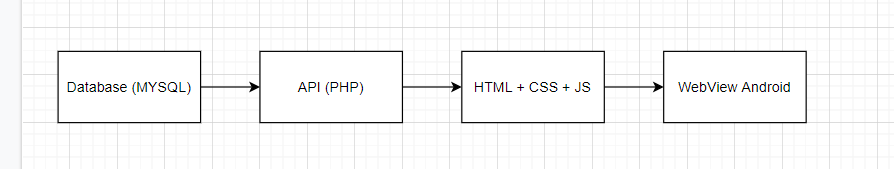 Database (MYSQL)
API (PHP)
HTML + CSS + JS
WebView Android